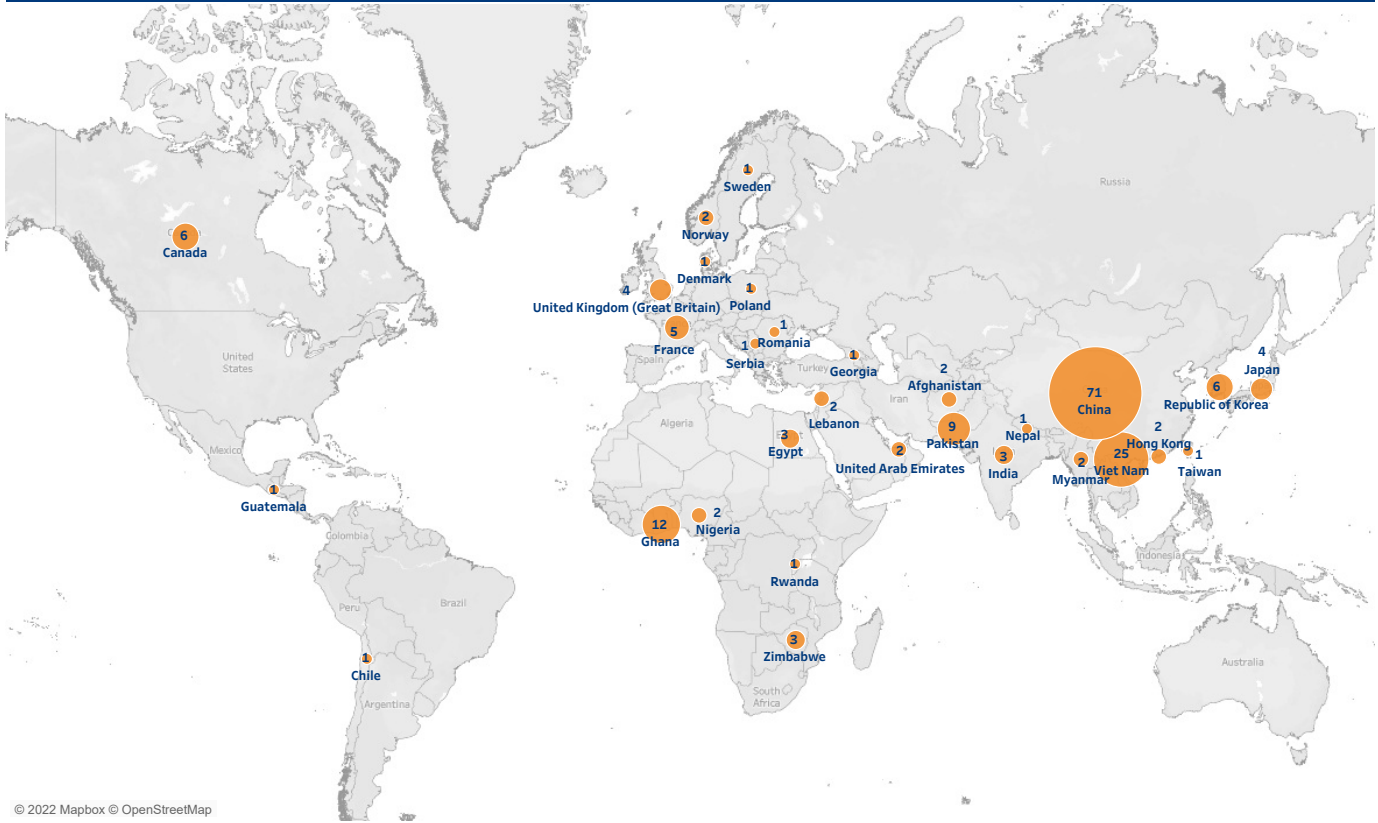 Russia
1
Sweden
6
Canada
2
Norway
1
Denmark
4
United Kingdom (Great Britain)
1
Poland
5
France
1
Romania
1
Serbia
Spain
1
Georgia
Turkey
United
States
2
Afghanistan
Iran
71
China
4
Japan
6
Republic of Korea
2
Lebanon
3
Egypt
Algeria
2
United Arab Emirates
9
Pakistan
1
Nepal
3
India
2
Myanmar
25
Viet Nam
2
Hong Kong
1
Taiwan
Mexico
1
Guatemala
12
Ghana
2
Nigeria
Colombia
Indonesia
1
Rwanda
Peru
Brazil
3
Zimbabwe
1
Chile
Australia
South
Africa
Argentina
© 2022 Mapbox © OpenStreetMap